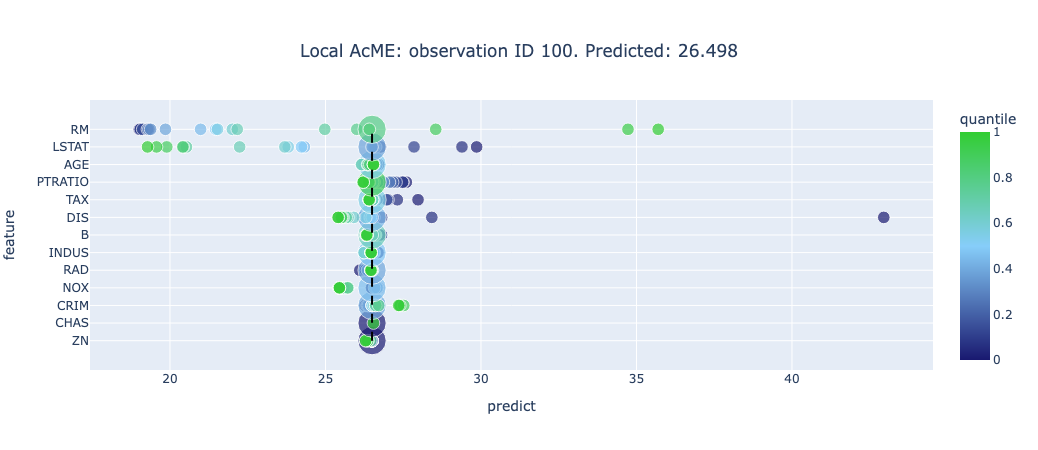 Local AcME: observation ID 100. Predicted: 26.498
quantile
1
0.8
0.6
0.4
0.2
0
feature
RM
LSTAT
AGE
PTRATIO
TAX
DIS
B
INDUS
RAD
NOX
CRIM
CHAS
ZN
20 25 30 35 40
predict